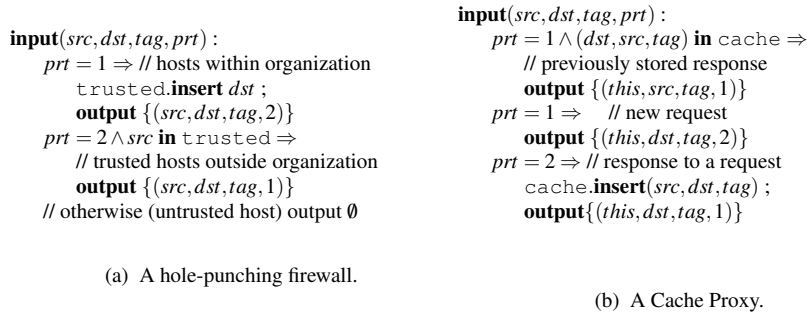 input(src,dst,tag,prt) :
prt = 1 ⇒ // hosts within organization
trusted.insert dst ;
output {(src,dst,tag,2)}
prt = 2 ∧ src in trusted ⇒
// trusted hosts outside organization
output {(src,dst,tag,1)}
// otherwise (untrusted host) output ∅
(a) A hole-punching firewall.
input(src,dst,tag,prt) :
prt = 1 ∧ (dst,src,tag) in cache ⇒
// previously stored response
output {(this,src,tag,1)}
prt = 1 ⇒ // new request
output {(this,dst,tag,2)}
prt = 2 ⇒ // response to a request
cache.insert(src,dst,tag) ;
output{(this,dst,tag,1)}
(b) A Cache Proxy.